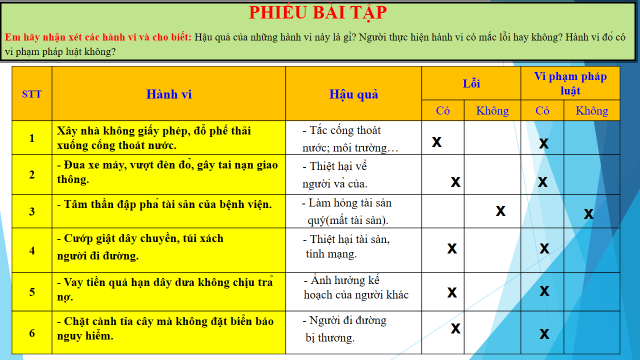 PHIẾU BÀI TẬP
Em hãy nhận xét các hành vi và cho biết: Hậu quả của những hành vi này là gì? Người thực hiện hành vi có mắc lỗi hay không? Hành vi đó có
vi phạm pháp luật không?
STT
Hành vi
Hậu quả
Lỗi
Vi phạm pháp
luật
Có
Không
Có
Không
1
Xây nhà không giấy phép, đổ phế thải
xuống cống thoát nước.
- Tắc cống thoát
nước; môi trường…
X
X
2
- Đua xe máy, vượt đèn đỏ, gây tai nạn giao
thông.
- Thiệt hại về
người và của.
X
X
3
- Tâm thần đập phá tài sản của bệnh viện.
- Làm hỏng tài sản
quý(mất tài sản).
X
X
4
- Cướp giật dây chuyền, túi xách
người đi đường.
- Thiệt hại tài sản,
tính mạng.
X
X
5
- Vay tiền quá hạn dây dưa không chịu trả
nợ.
- Ảnh hưởng kế
hoạch của người khác
X
X
6
- Chặt cành tỉa cây mà không đặt biển báo
nguy hiểm.
- Người đi đường
bị thương.
X
X